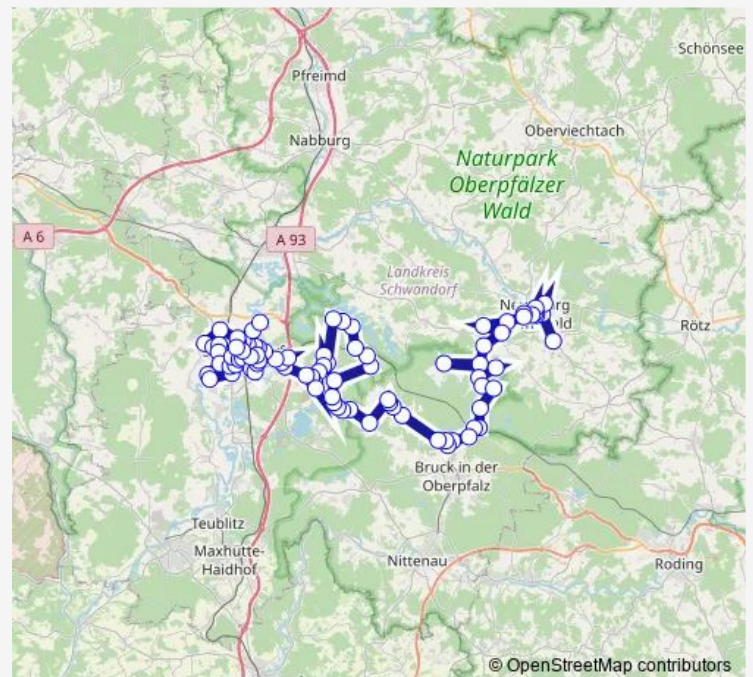 Schönsee
Pfreimd
Oberviechtach
Nabburg
Naturpark
Oberpfälzer
Wald
A 6
A 93
Landkreis
Schwandorf
Rötz
Bruck in der
Oberpfalz
Teublitz
Maxhütte-
Haidhof
Nittenau
Roding
© OpenStreetMap contributors